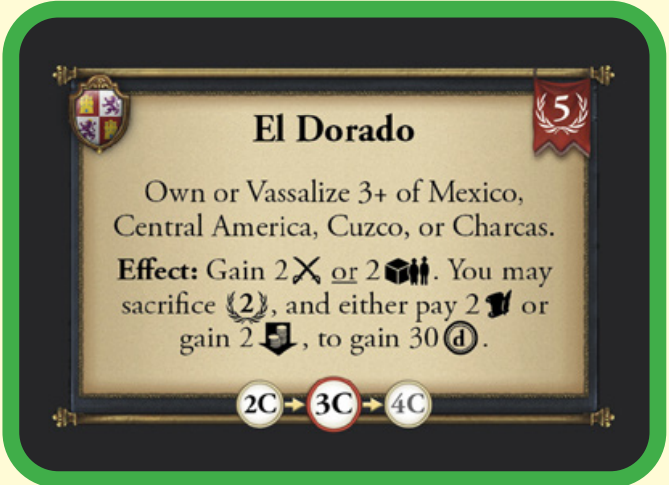 5
El Dorado
Own or Vassalize 3+ of Mexico,
Central America, Cuzco, or Charcas.
Effect: Gain 2 or 2. You may
sacrifice 2, and either pay 2 or
gain 2, to gain 30 d.
2C 3C 4C